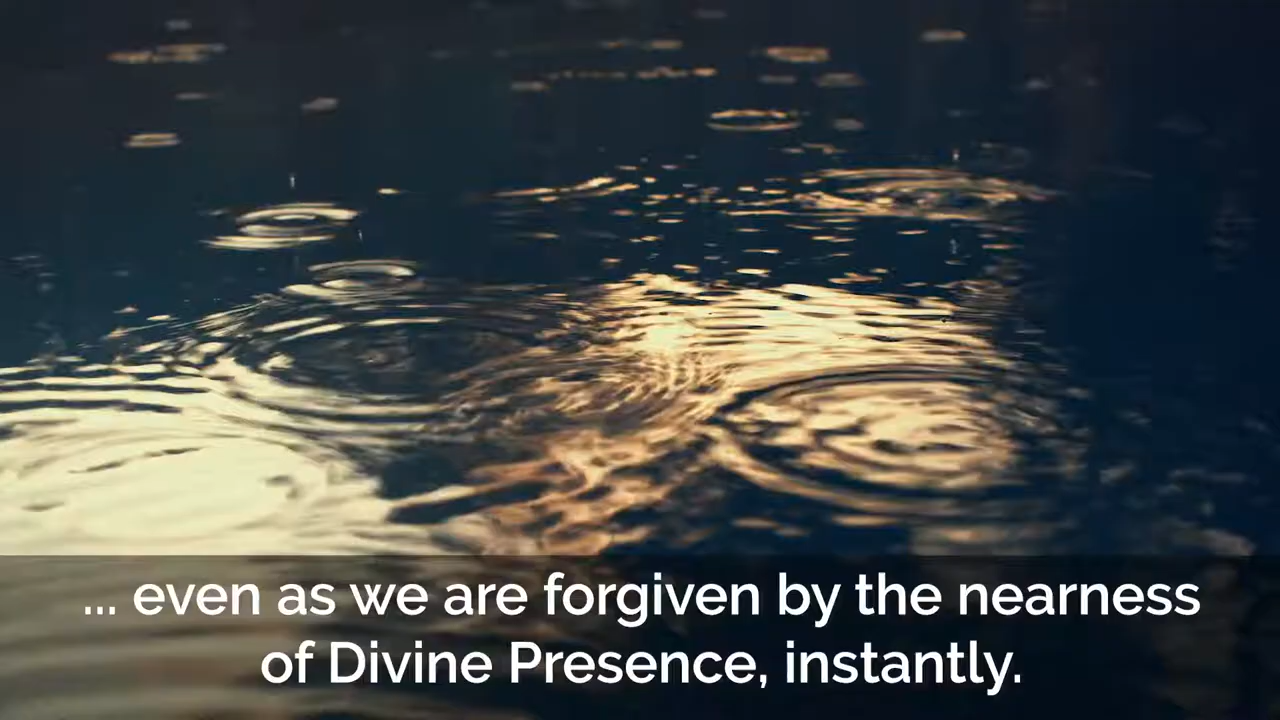 ... even as we are forgiven by the nearness
of Divine Presence, instantly.